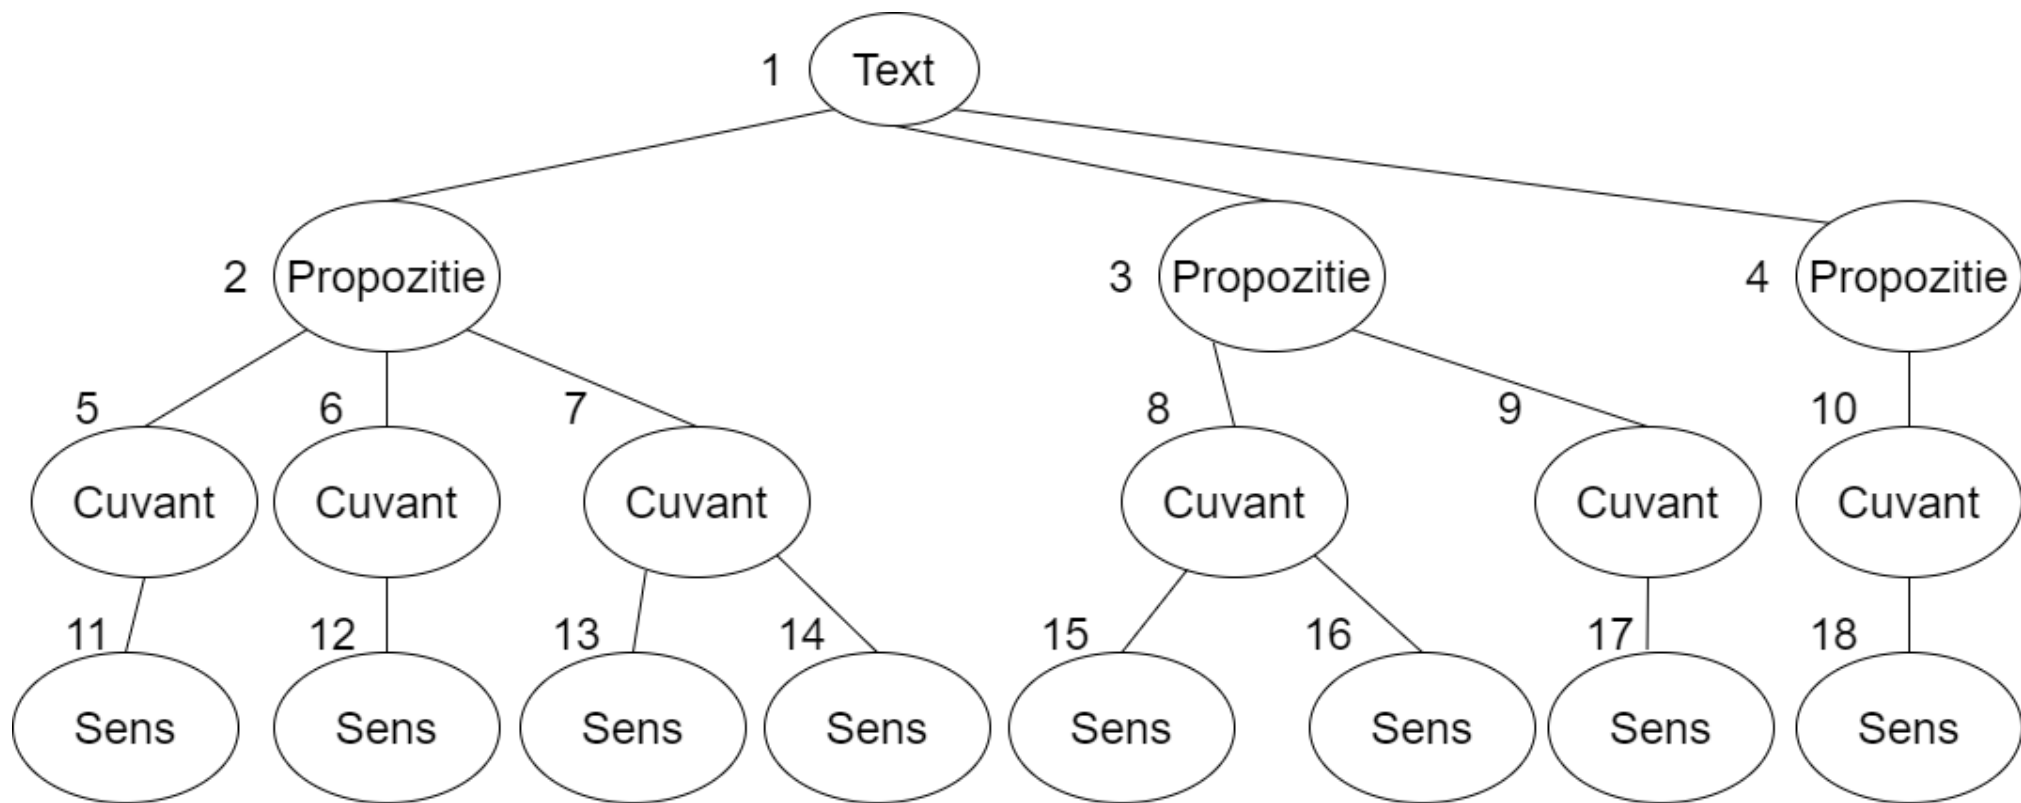 1 Text
2 Propozitie 3 Propozitie 4 Propozitie
5 6 7 8 9 10
Cuvant Cuvant Cuvant Cuvant Cuvant Cuvant
11 12 13 14 15 16 17 18
Sens Sens Sens Sens Sens Sens Sens Sens